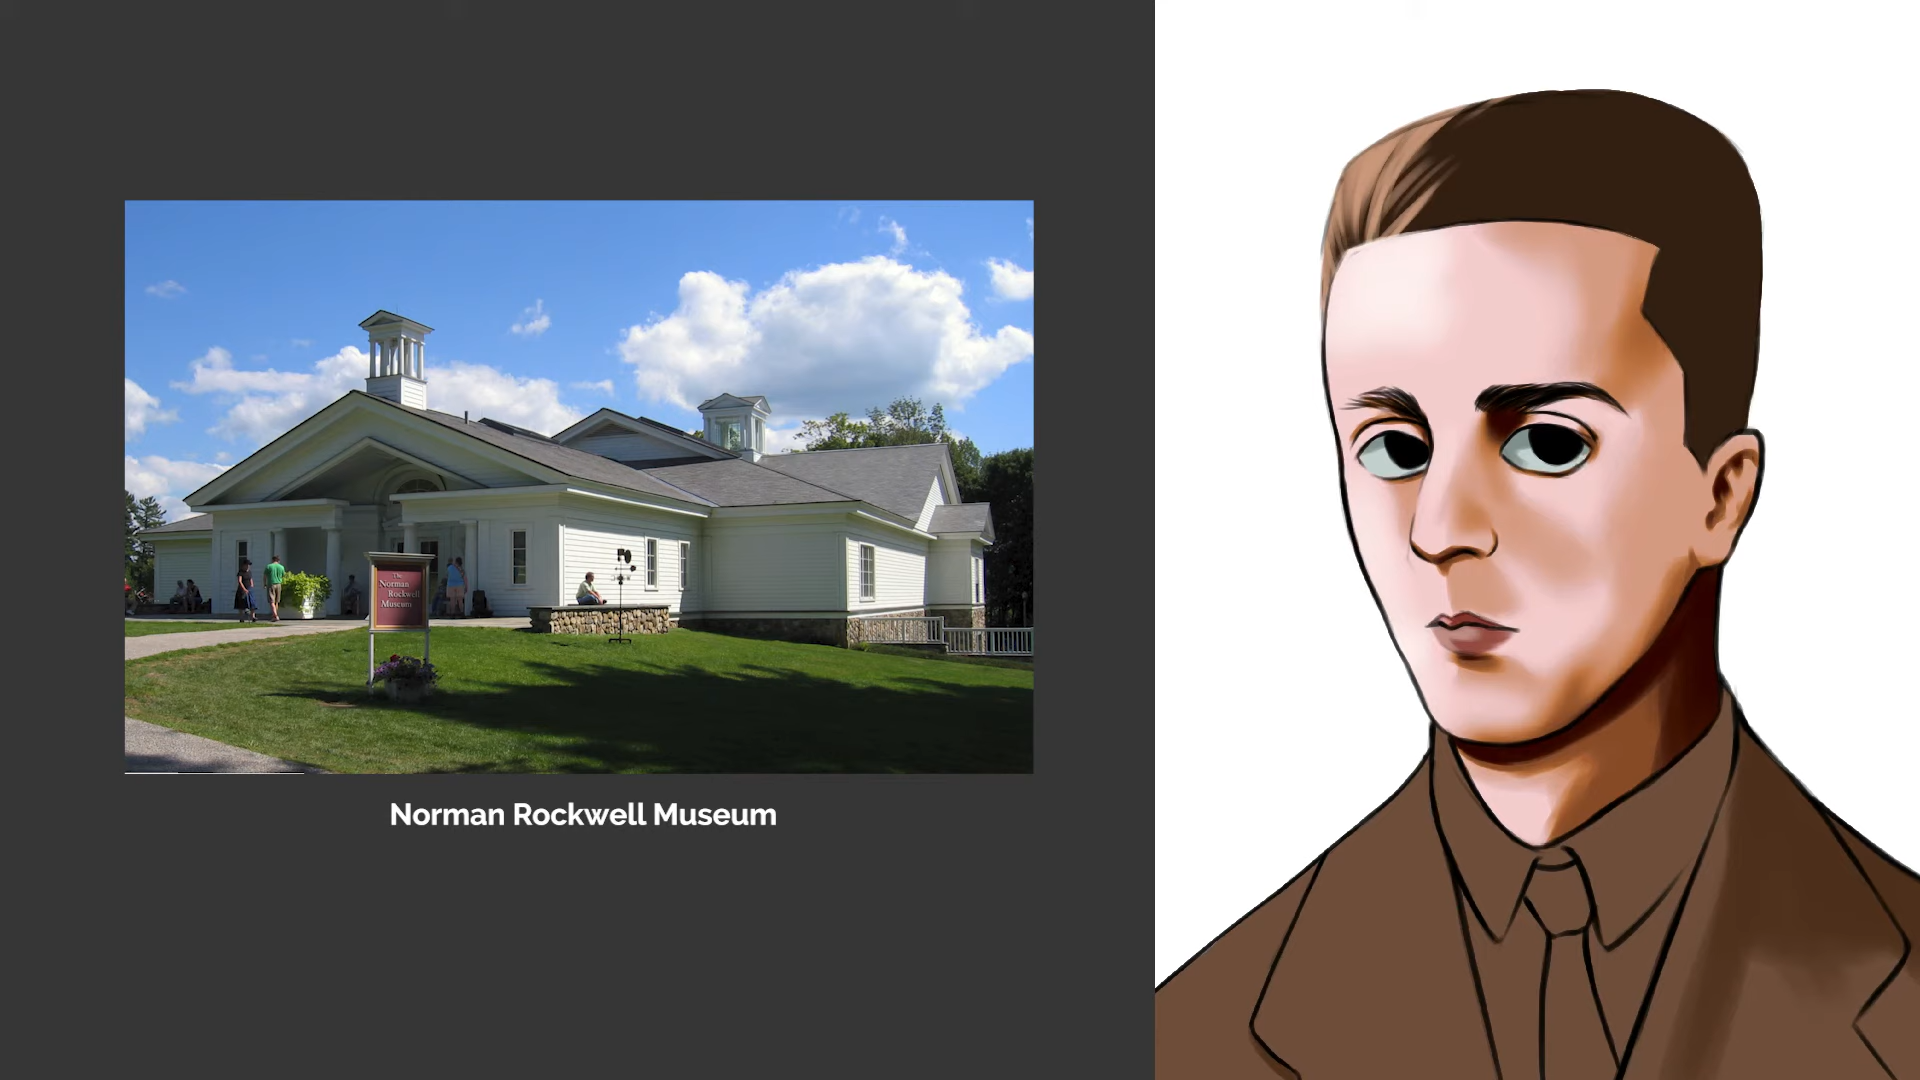 The
Norman
Rockwell
Museum
Norman Rockwell Museum